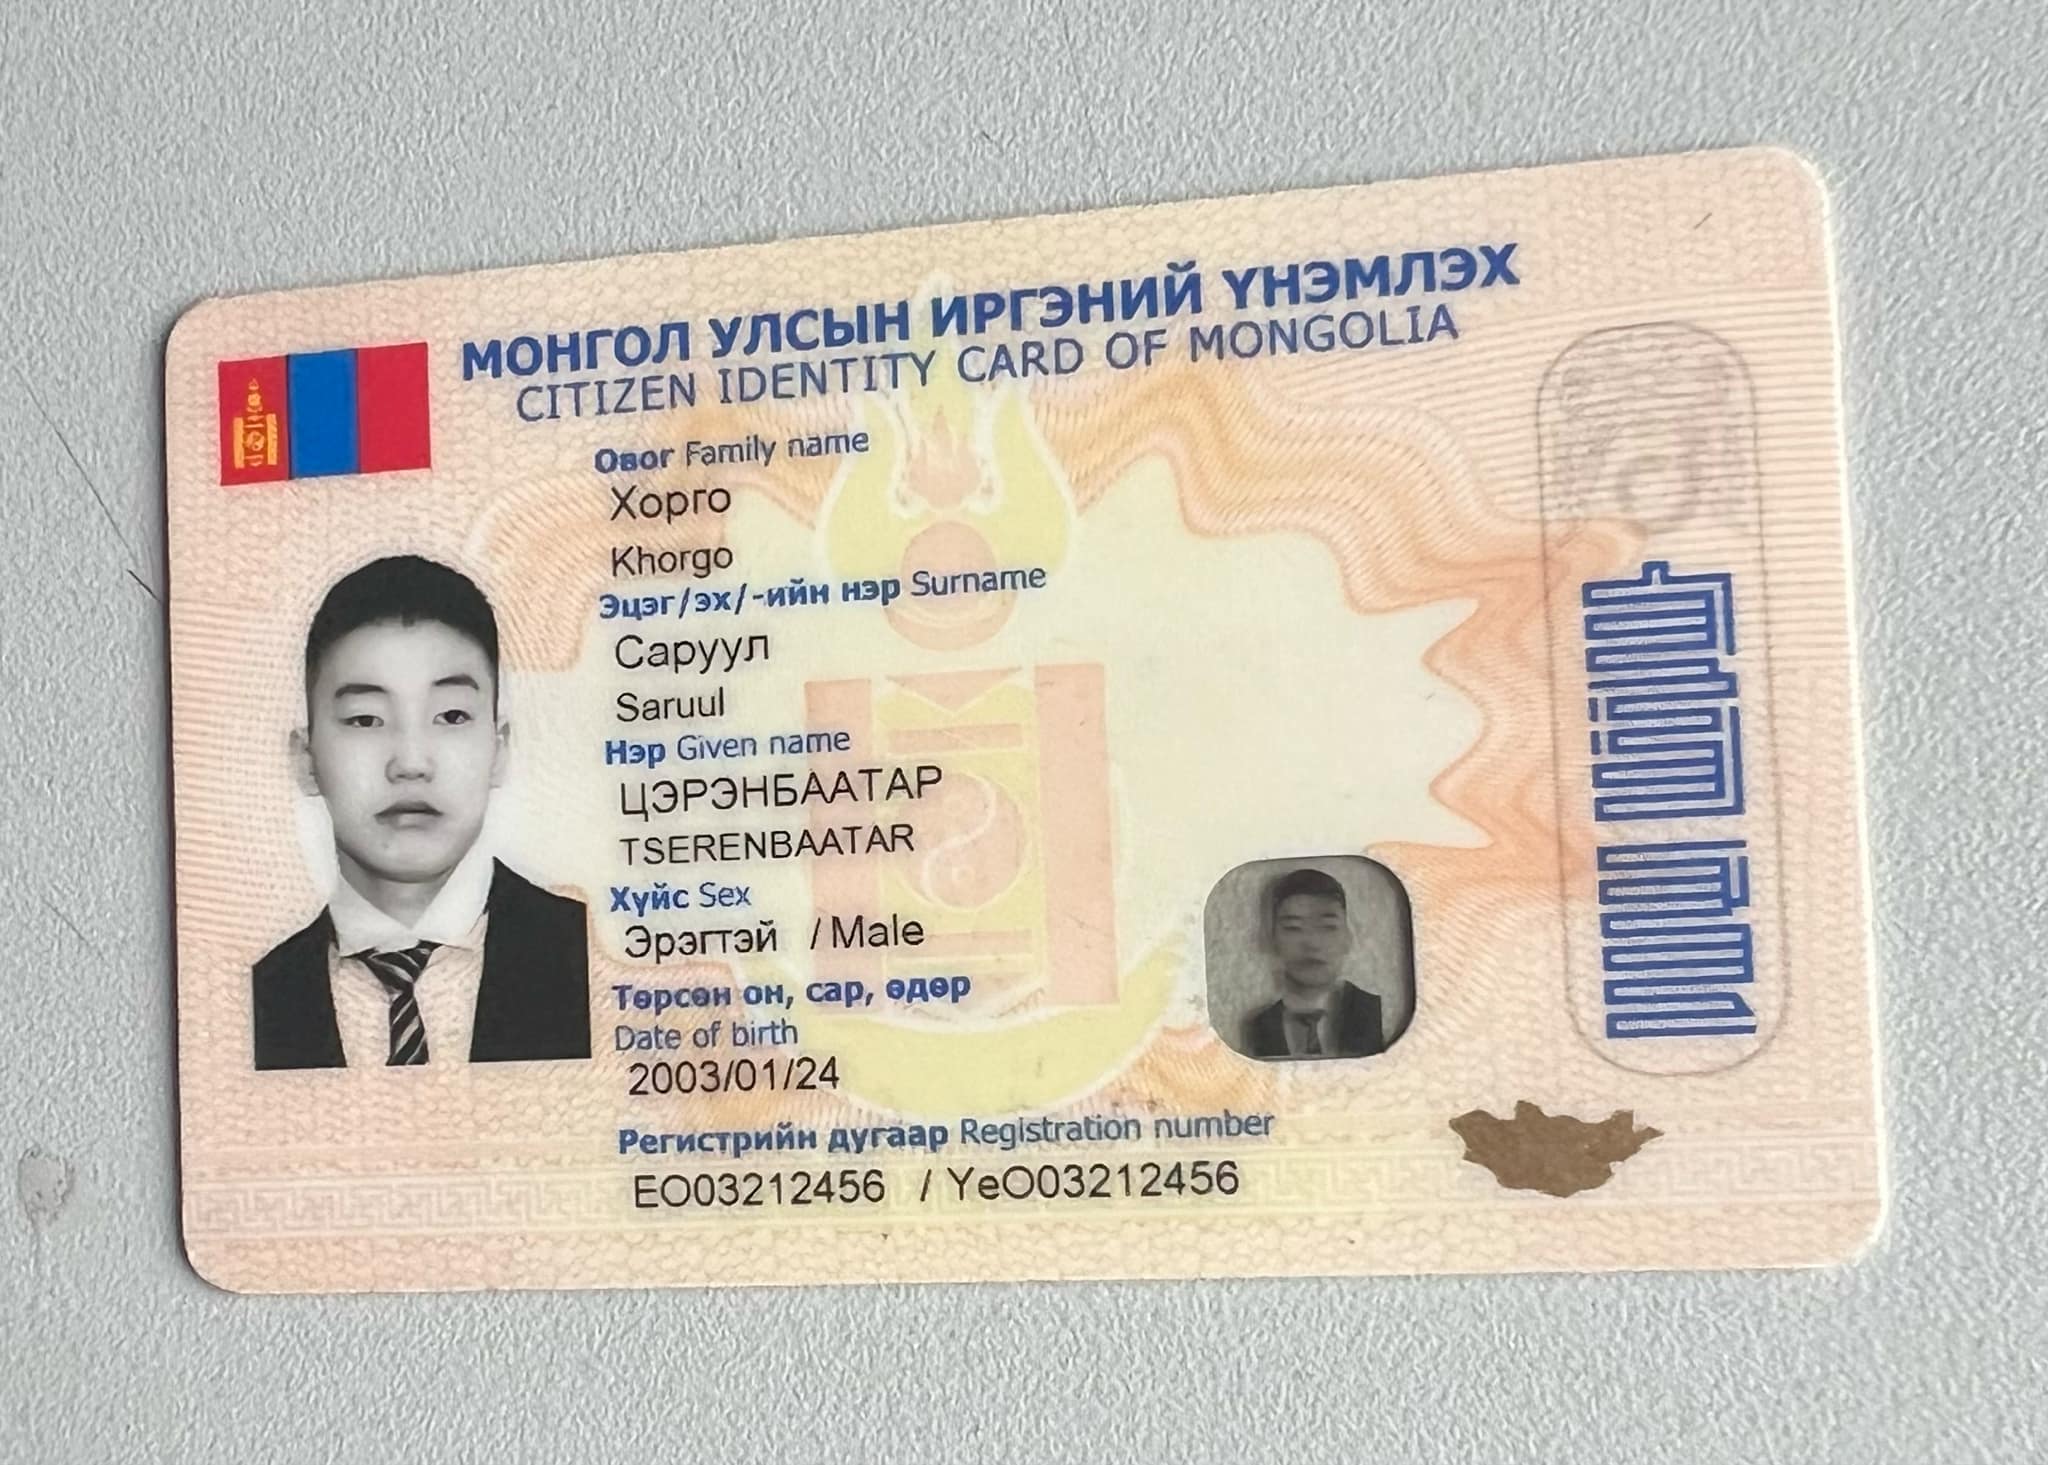 МОНГОЛ УЛСЫН ИРГЭНИЙ ҮНЭМЛЭХ
CITIZEN IDENTITY CARD OF MONGOLIA
Овог Family name
Хорго
Khorgo
Эцэг/эх/-ийн нэр Surname
Саруул
Saruul
Нэр Given name
ЦЭРЭНБААТАР
TSERENBAATAR
Хүйс Sex
Эрэгтэй / Male
Төрсөн он, сар, өдөр
Date of birth
2003/01/24
Регистрийн дугаар Registration number
ЕО03212456 / YeO03212456